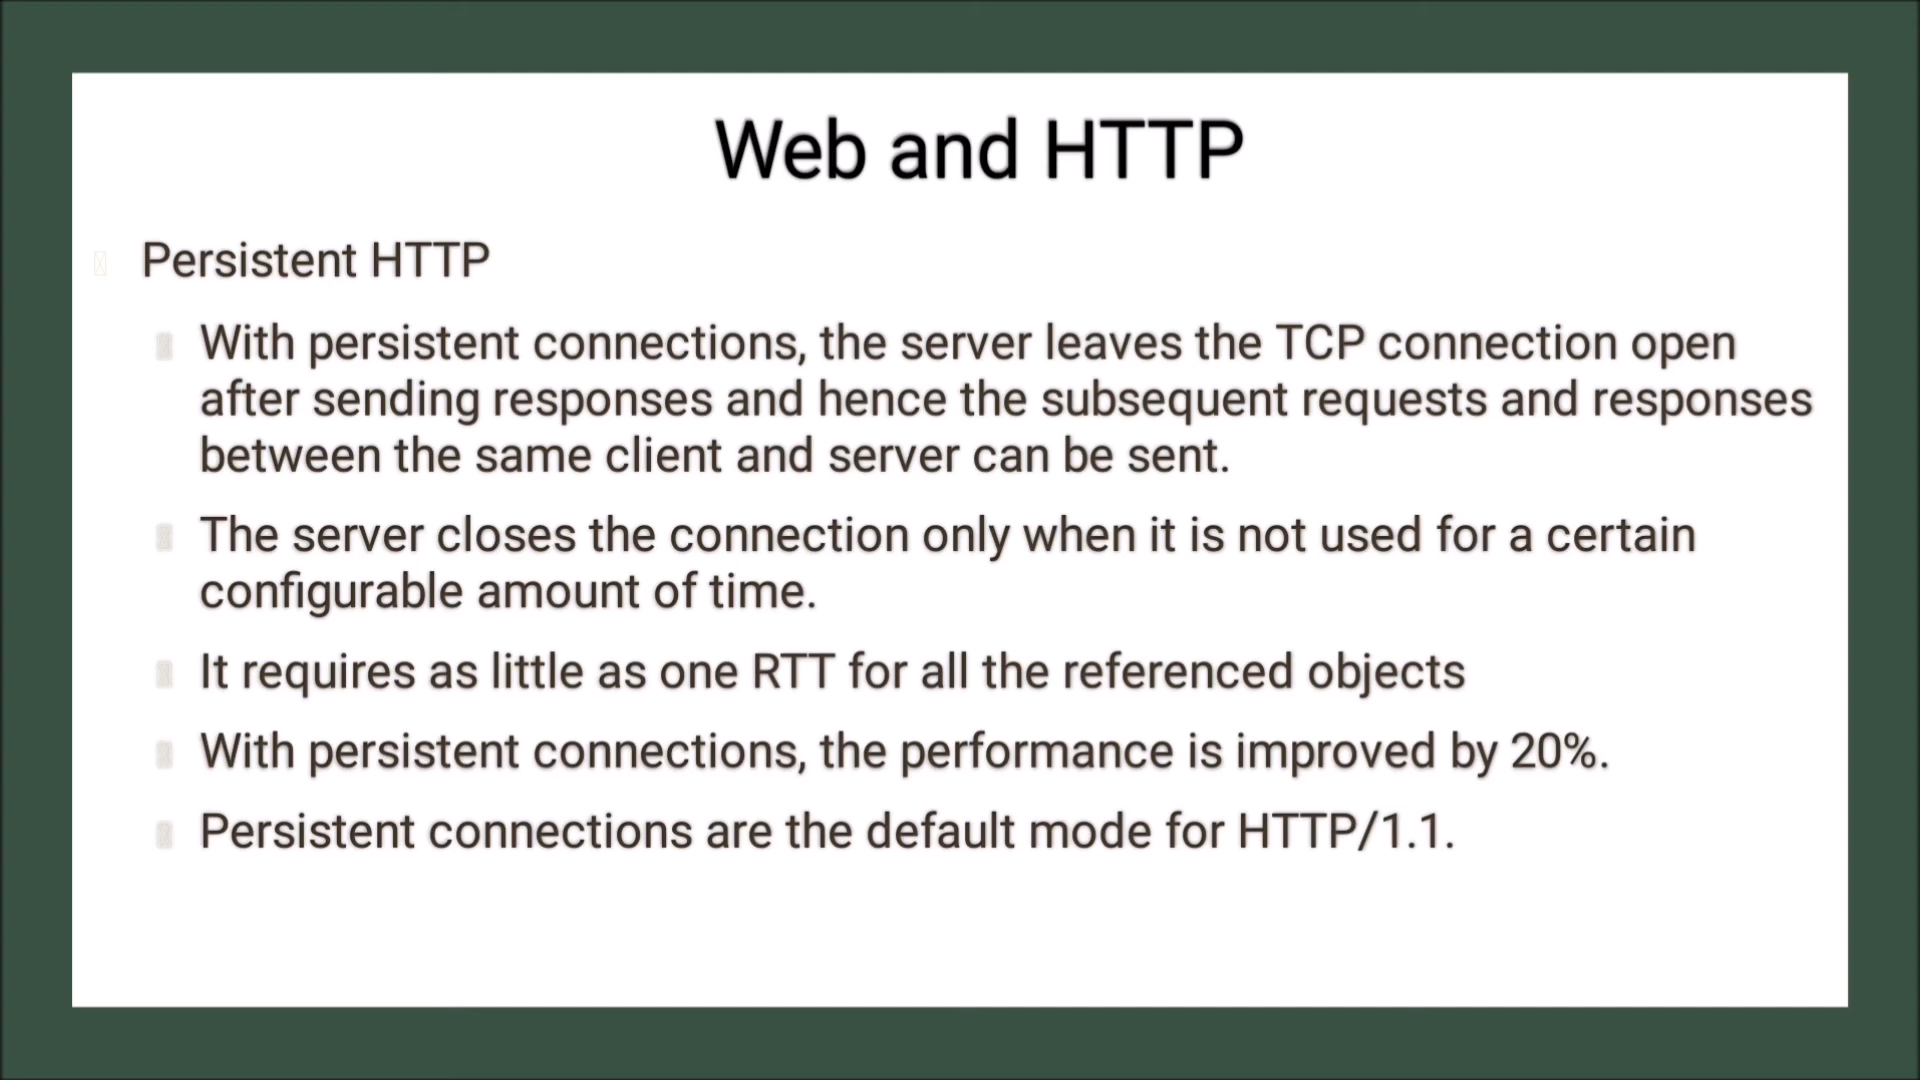 Web and HTTP
Persistent HTTP
With persistent connections, the server leaves the TCP connection open
after sending responses and hence the subsequent requests and responses
between the same client and server can be sent.
The server closes the connection only when it is not used for a certain
configurable amount of time.
It requires as little as one RTT for all the referenced objects
With persistent connections, the performance is improved by 20%.
Persistent connections are the default mode for HTTP/1.1.